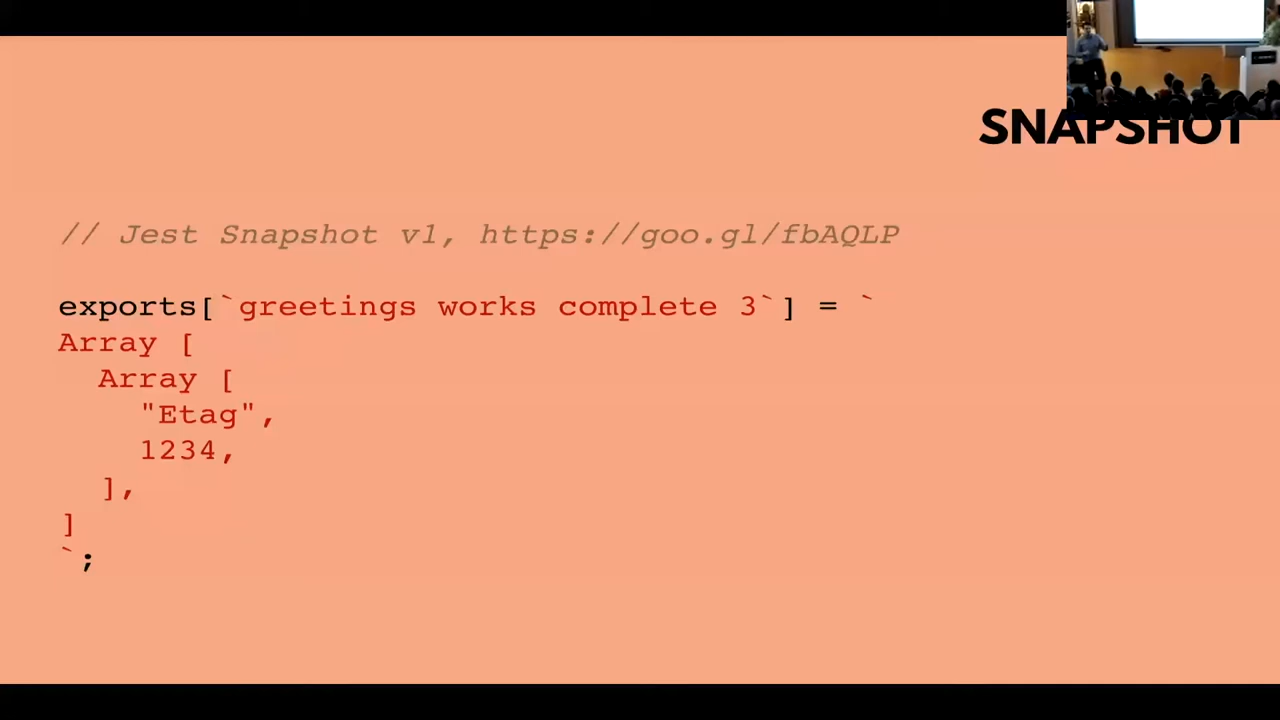 SNAPSHOT
// Jest Snapshot v1, https://goo.gl/fbAQLP
exports[`greetings works complete 3`] = `
Array [
  Array [
    "Etag",
    1234,
  ],
]
`;